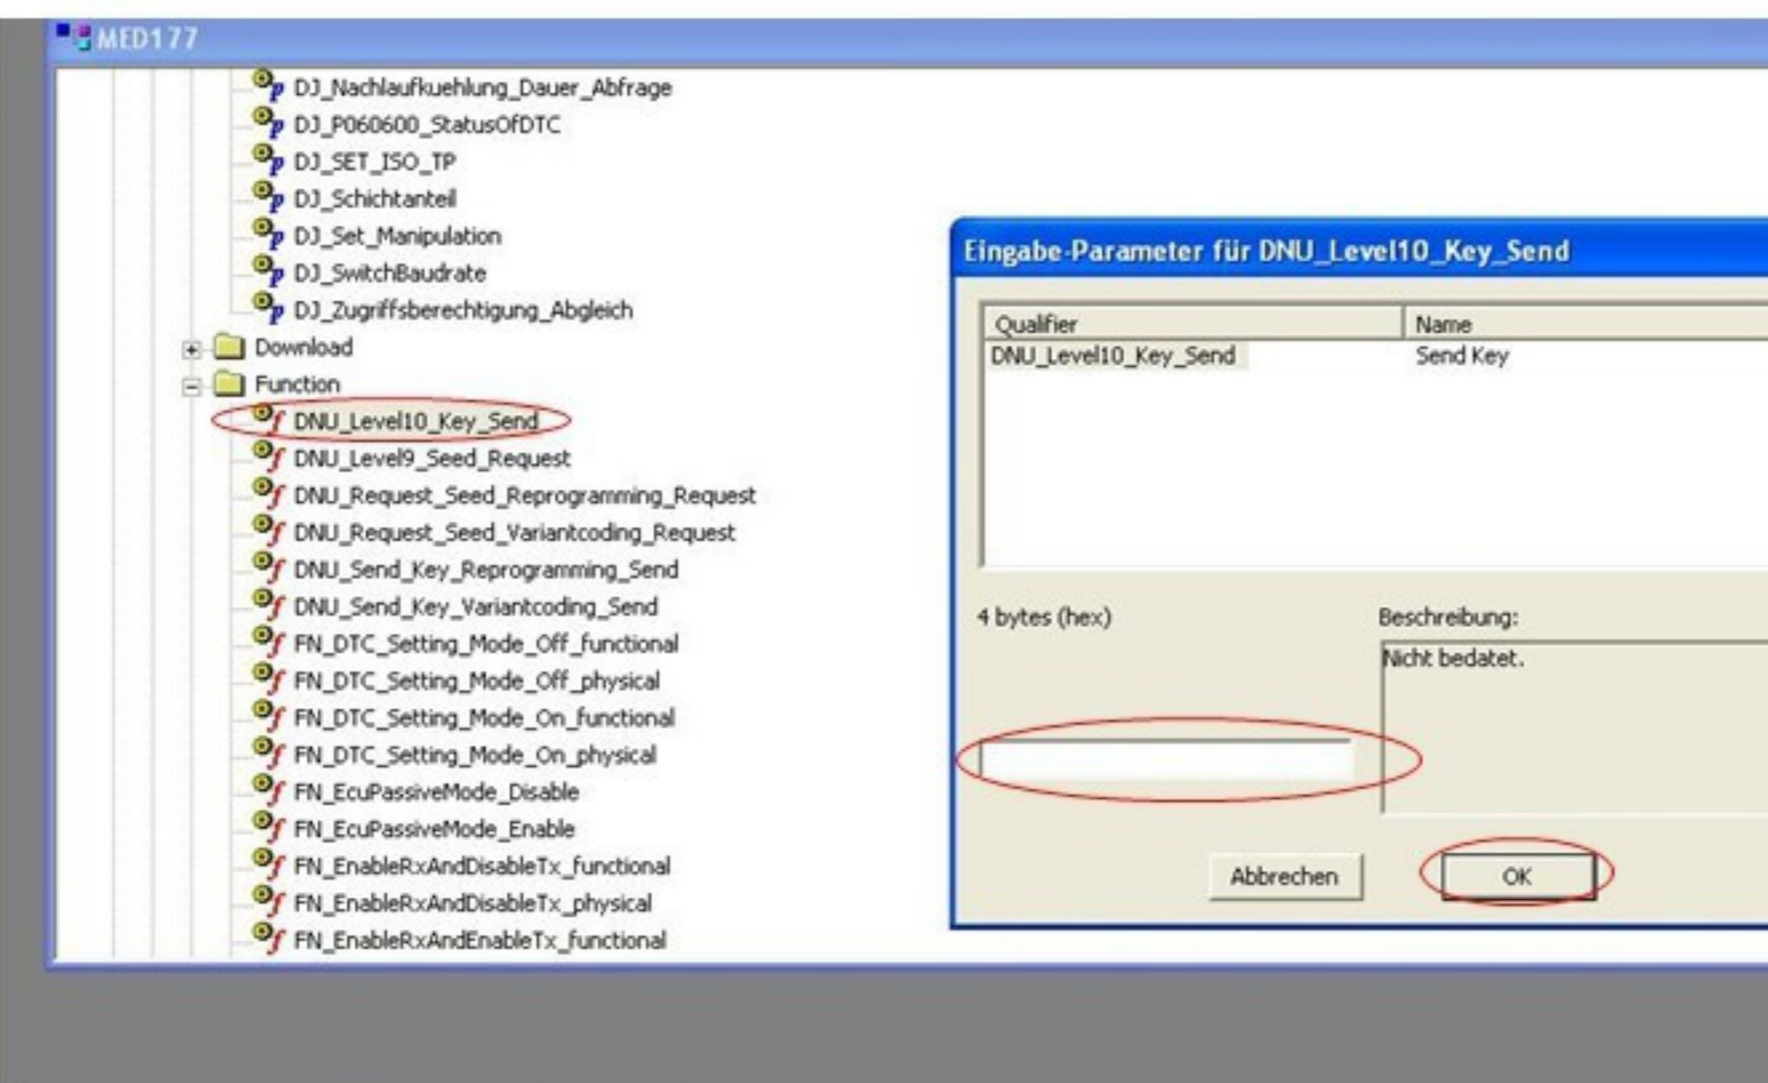 MED177
DJ_Nachlaufkuehlung_Dauer_Abfrage
DJ_P060600_StatusOfDTC
DJ_SET_ISO_TP
DJ_Schichtanteil
DJ_Set_Manipulation
DJ_SwitchBaudrate
DJ_Zugriffsberechtigung_Abgleich
Download
Function
DNU_Level10_Key_Send
DNU_Level9_Seed_Request
DNU_Request_Seed_Reprogramming_Request
DNU_Request_Seed_Variantcoding_Request
DNU_Send_Key_Reprogramming_Send
DNU_Send_Key_Variantcoding_Send
FN_DTC_Setting_Mode_Off_functional
FN_DTC_Setting_Mode_Off_physical
FN_DTC_Setting_Mode_On_functional
FN_DTC_Setting_Mode_On_physical
FN_EcuPassiveMode_Disable
FN_EcuPassiveMode_Enable
FN_EnableRxAndDisableTx_functional
FN_EnableRxAndDisableTx_physical
FN_EnableRxAndEnableTx_functional
Eingabe-Parameter für DNU_Level10_Key_Send
Qualifier Name
DNU_Level10_Key_Send Send Key
4 bytes (hex) Beschreibung:
Nicht bedatet.
Abbrechen OK